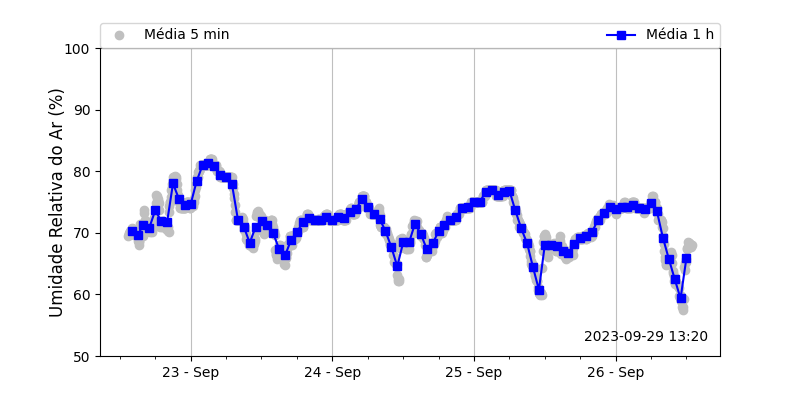 Média 5 min
Média 1 h
Umidade Relativa do Ar (%)
100
90
80
70
60
50
2023-09-29 13:20
23 - Sep
24 - Sep
25 - Sep
26 - Sep